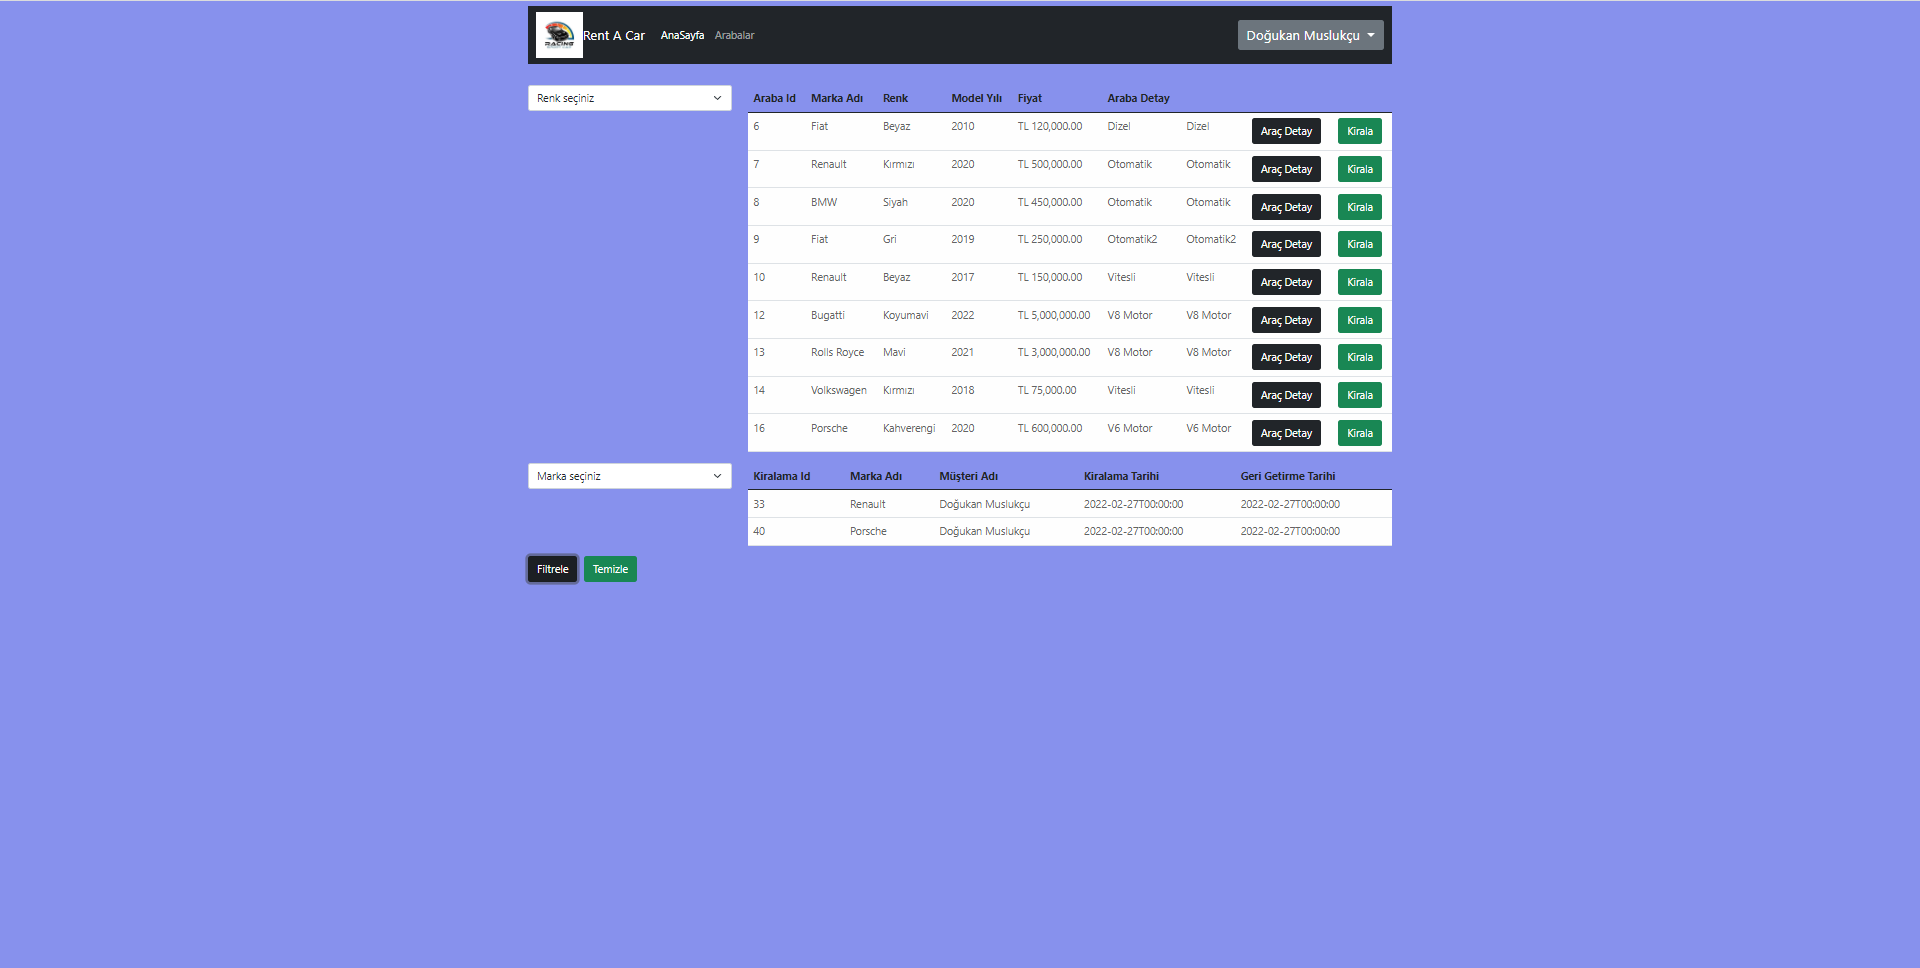 RACING
Rent A Car AnaSayfa Arabalar Doğukan Muslukçu
Renk seçiniz
Araba Id Marka Adı Renk Model Yılı Fiyat Araba Detay
6 Fiat Beyaz 2010 TL 120,000.00 Dizel Dizel Araç Detay Kirala
7 Renault Kırmızı 2020 TL 500,000.00 Otomatik Otomatik Araç Detay Kirala
8 BMW Siyah 2020 TL 450,000.00 Otomatik Otomatik Araç Detay Kirala
9 Fiat Gri 2019 TL 250,000.00 Otomatik2 Otomatik2 Araç Detay Kirala
10 Renault Beyaz 2017 TL 150,000.00 Vitesli Vitesli Araç Detay Kirala
12 Bugatti Koyumavi 2022 TL 5,000,000.00 V8 Motor V8 Motor Araç Detay Kirala
13 Rolls Royce Mavi 2021 TL 3,000,000.00 V8 Motor V8 Motor Araç Detay Kirala
14 Volkswagen Kırmızı 2018 TL 75,000.00 Vitesli Vitesli Araç Detay Kirala
16 Porsche Kahverengi 2020 TL 600,000.00 V6 Motor V6 Motor Araç Detay Kirala
Marka seçiniz
Kiralama Id Marka Adı Müşteri Adı Kiralama Tarihi Geri Getirme Tarihi
33 Renault Doğukan Muslukçu 2022-02-27T00:00:00 2022-02-27T00:00:00
40 Porsche Doğukan Muslukçu 2022-02-27T00:00:00 2022-02-27T00:00:00
Filtrele Temizle